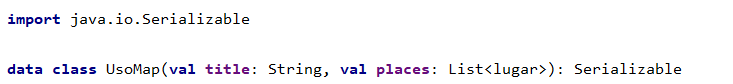 import java.io.Serializable
data class UsoMap(val title: String, val places: List<lugar>): Serializable